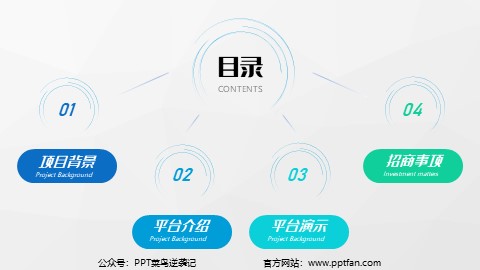 目录
CONTENTS
01
项目背景
Project Background
02
平台介绍
Project Background
03
平台演示
Project Background
04
招商事项
Investment matters
公众号：PPT菜鸟逆袭记
官方网站：www.pptfan.com